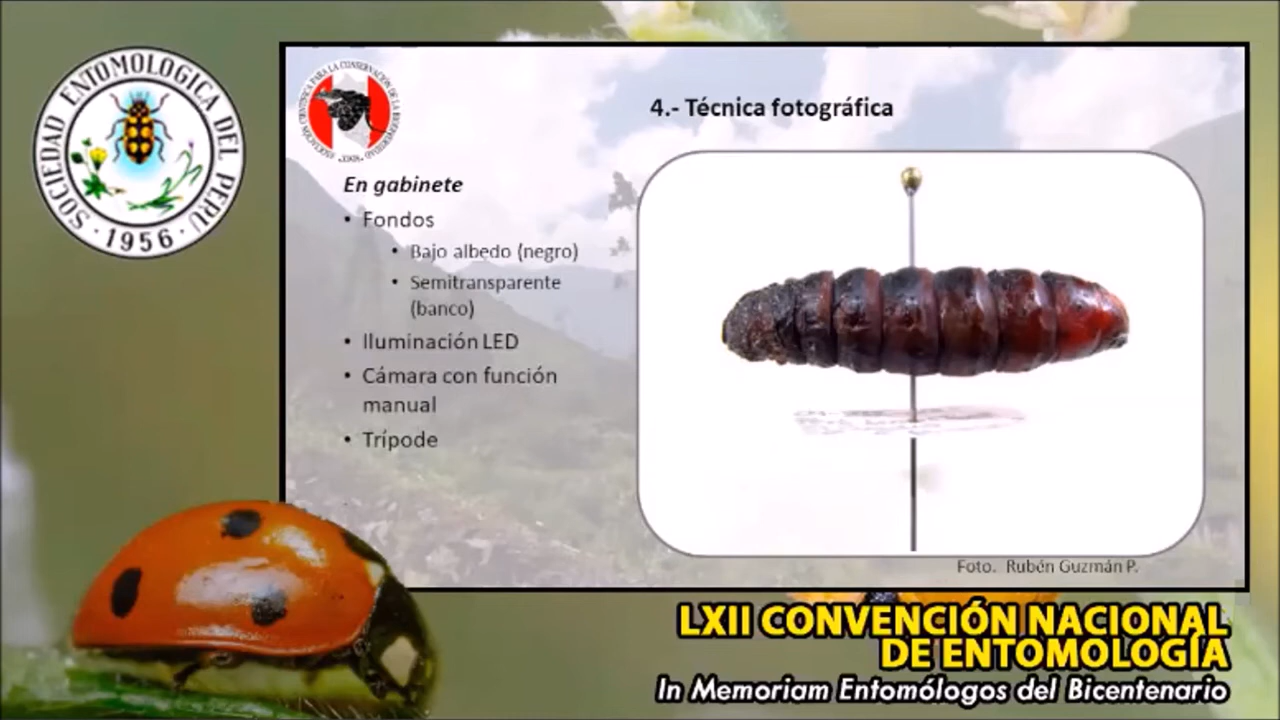 SOCIEDAD ENTOMOLOGICA DEL PERU
· 1956 ·
4.- Técnica fotográfica
En gabinete
• Fondos
• Bajo albedo (negro)
• Semitransparente
(banco)
• Iluminación LED
• Cámara con función
manual
• Trípode
Foto. Rubén Guzmán P.
LXII CONVENCIÓN NACIONAL
DE ENTOMOLOGÍA
In Memoriam Entomólogos del Bicentenario